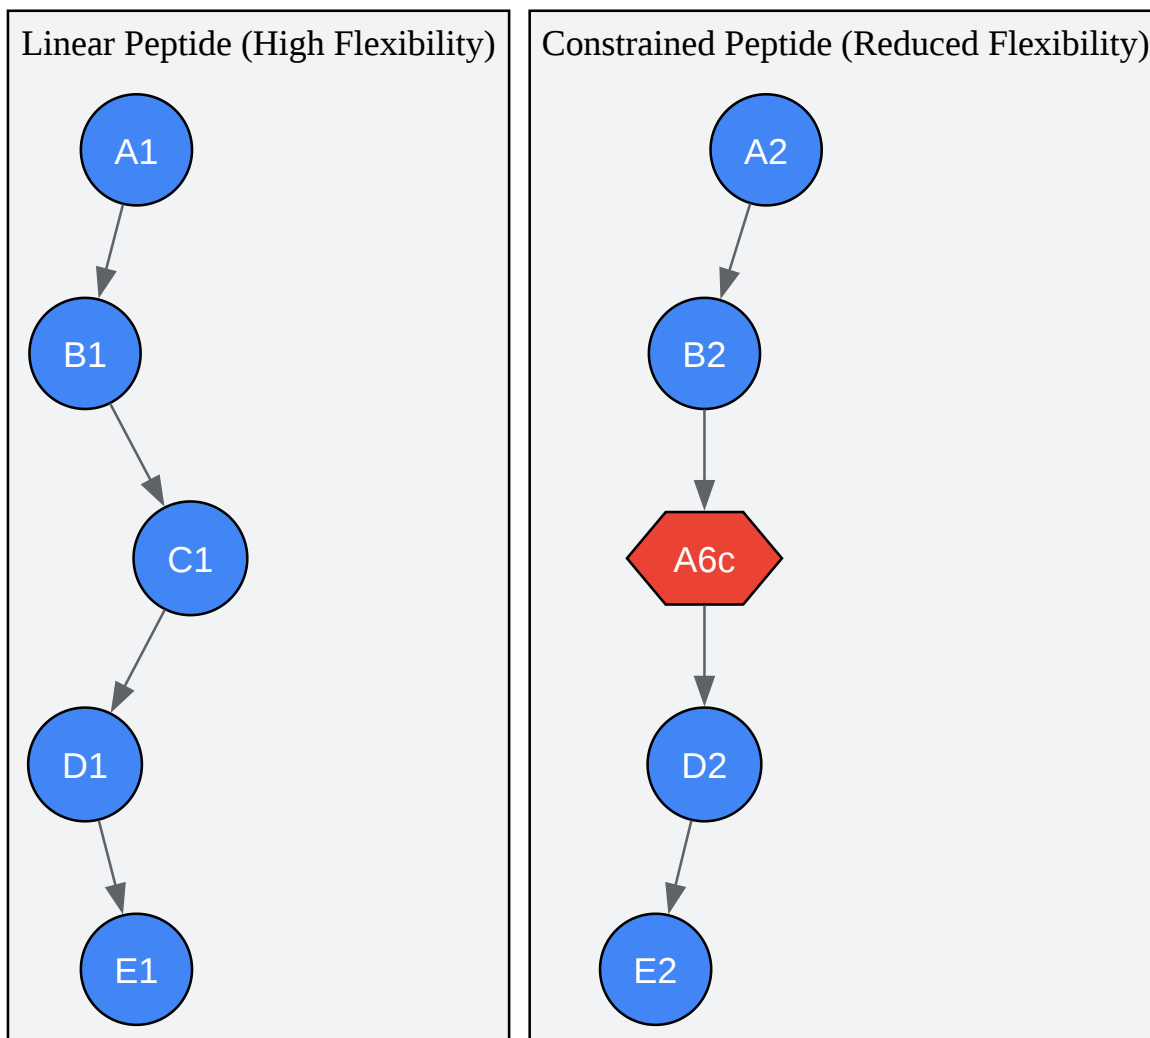 Linear Peptide (High Flexibility)
A1
B1
C1
D1
E1
Constrained Peptide (Reduced Flexibility)
A2
B2
A6c
D2
E2